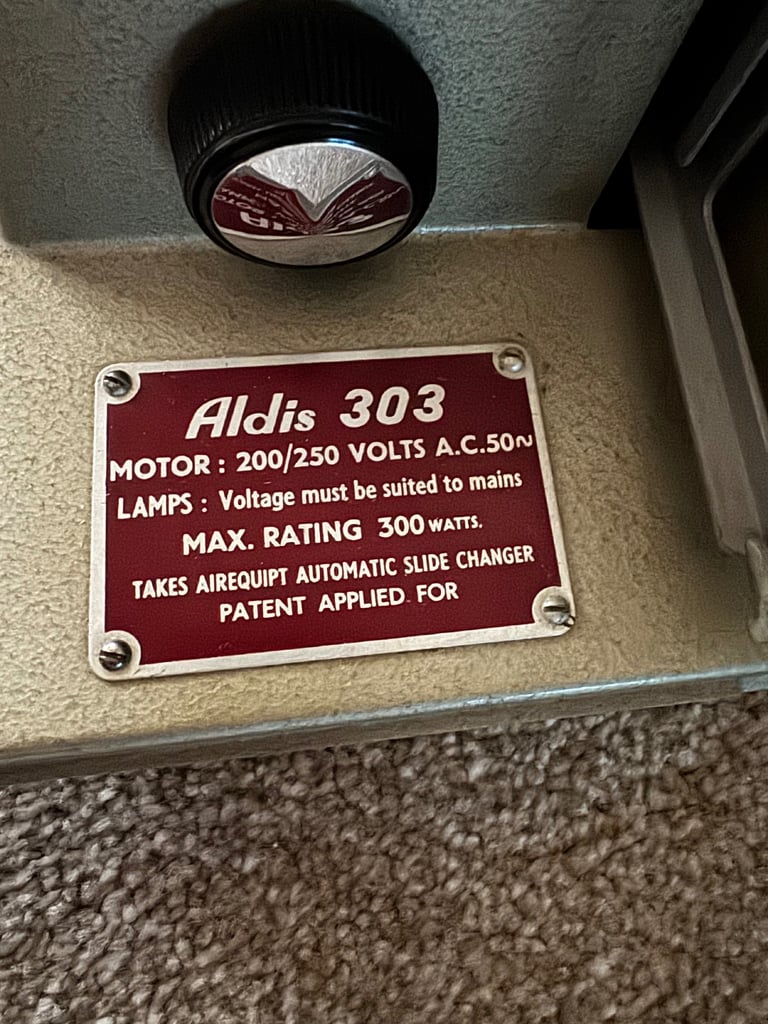 Aldis 303
MOTOR : 200/250 VOLTS A.C.50~
LAMPS : Voltage must be suited to mains
MAX. RATING 300 WATTS.
TAKES AIREQUIPT AUTOMATIC SLIDE CHANGER
PATENT APPLIED FOR